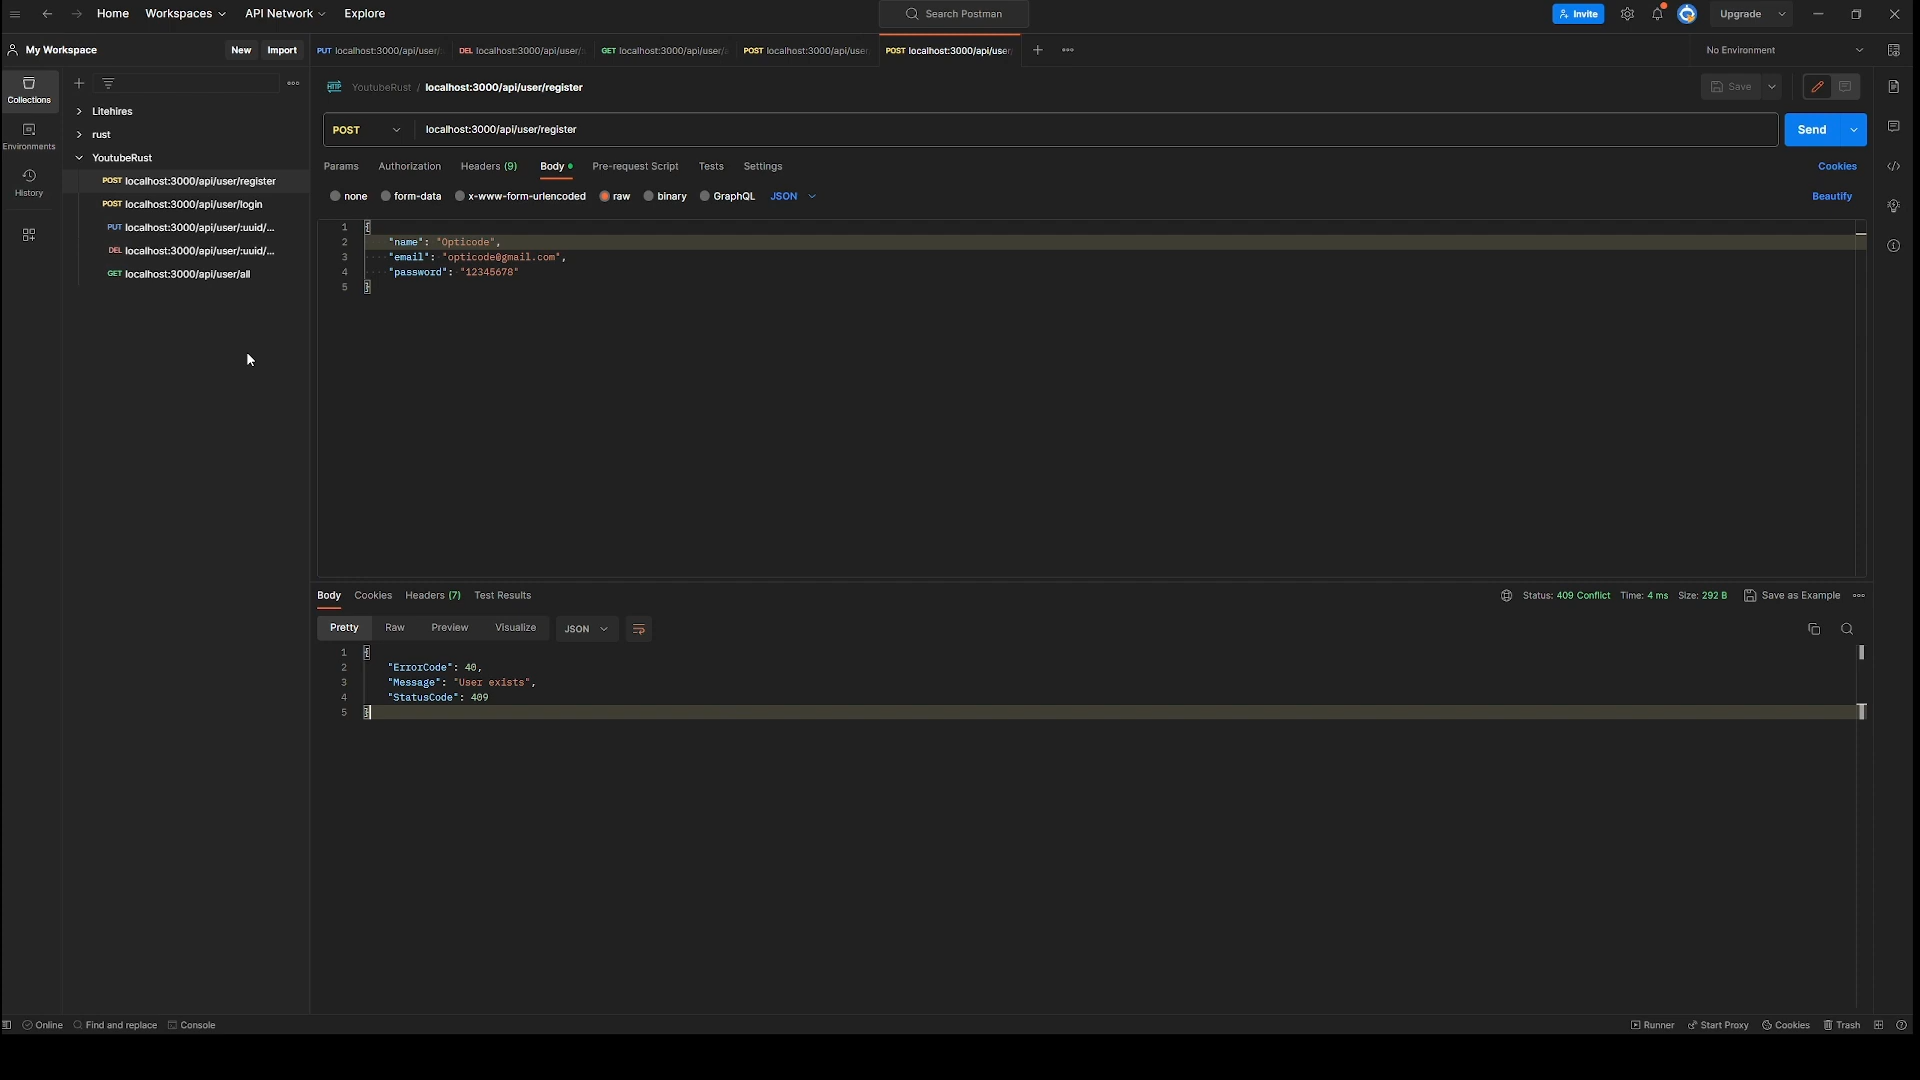 Home Workspaces API Network Explore Search Postman Invite Upgrade
My Workspace New Import PUT localhost:3000/api/user/: DEL localhost:3000/api/user/: GET localhost:3000/api/user/a POST localhost:3000/api/user POST localhost:3000/api/user No Environment
Collections
Environments
History
Litehires
rust
YoutubeRust
POST localhost:3000/api/user/register
POST localhost:3000/api/user/login
PUT localhost:3000/api/user/:uuid/...
DEL localhost:3000/api/user/:uuid/...
GET localhost:3000/api/user/all
HTTP YoutubeRust / localhost:3000/api/user/register Save
POST localhost:3000/api/user/register Send
Params Authorization Headers (9) Body Pre-request Script Tests Settings Cookies
none form-data x-www-form-urlencoded raw binary GraphQL JSON Beautify
1 {
2 "name": "Opticode",
3 "email": "opticode@gmail.com",
4 "password": "12345678"
5 }
Body Cookies Headers (7) Test Results Status: 409 Conflict Time: 4 ms Size: 292 B Save as Example
Pretty Raw Preview Visualize JSON
1 {
2 "ErrorCode": 40,
3 "Message": "User exists",
4 "StatusCode": 409
5 }
Online Find and replace Console Runner Start Proxy Cookies Trash